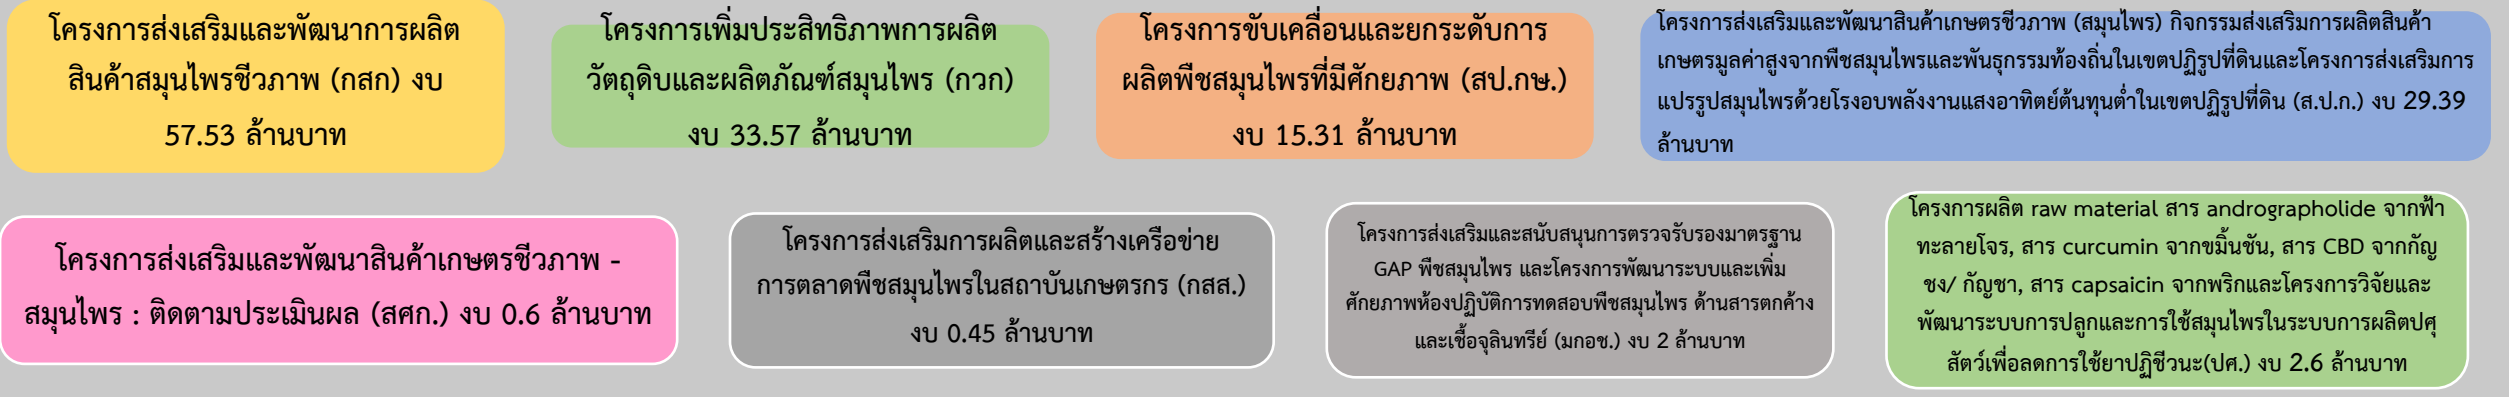 โครงการส่งเสริมและพัฒนาการผลิต
สินค้าสมุนไพรชีวภาพ (กสก) งบ
57.53 ล้านบาท
โครงการเพิ่มประสิทธิภาพการผลิต
วัตถุดิบและผลิตภัณฑ์สมุนไพร (กวก)
งบ 33.57 ล้านบาท
โครงการขับเคลื่อนและยกระดับการ
ผลิตพืชสมุนไพรที่มีศักยภาพ (สป.กษ.)
งบ 15.31 ล้านบาท
โครงการส่งเสริมและพัฒนาสินค้าเกษตรชีวภาพ (สมุนไพร) กิจกรรมส่งเสริมการผลิตสินค้า
เกษตรมูลค่าสูงจากพืชสมุนไพรและพันธุกรรมท้องถิ่นในเขตปฏิรูปที่ดินและโครงการส่งเสริมการ
แปรรูปสมุนไพรด้วยโรงอบพลังงานแสงอาทิตย์ต้นทุนต่ำในเขตปฏิรูปที่ดิน (ส.ป.ก.) งบ 29.39
ล้านบาท
โครงการส่งเสริมและพัฒนาสินค้าเกษตรชีวภาพ -
สมุนไพร : ติดตามประเมินผล (สศก.) งบ 0.6 ล้านบาท
โครงการส่งเสริมการผลิตและสร้างเครือข่าย
การตลาดพืชสมุนไพรในสถาบันเกษตรกร (กสส.)
งบ 0.45 ล้านบาท
โครงการส่งเสริมและสนับสนุนการตรวจรับรองมาตรฐาน
GAP พืชสมุนไพร และโครงการพัฒนาระบบและเพิ่ม
ศักยภาพห้องปฏิบัติการทดสอบพืชสมุนไพร ด้านสารตกค้าง
และเชื้อจุลินทรีย์ (มกอช.) งบ 2 ล้านบาท
โครงการผลิต raw material สาร andrographolide จากฟ้า
ทะลายโจร, สาร curcumin จากขมิ้นชัน, สาร CBD จากกัญ
ชง/ กัญชา, สาร capsaicin จากพริกและโครงการวิจัยและ
พัฒนาระบบการปลูกและการใช้สมุนไพรในระบบการผลิตปศุ
สัตว์เพื่อลดการใช้ยาปฏิชีวนะ(ปศ.) งบ 2.6 ล้านบาท